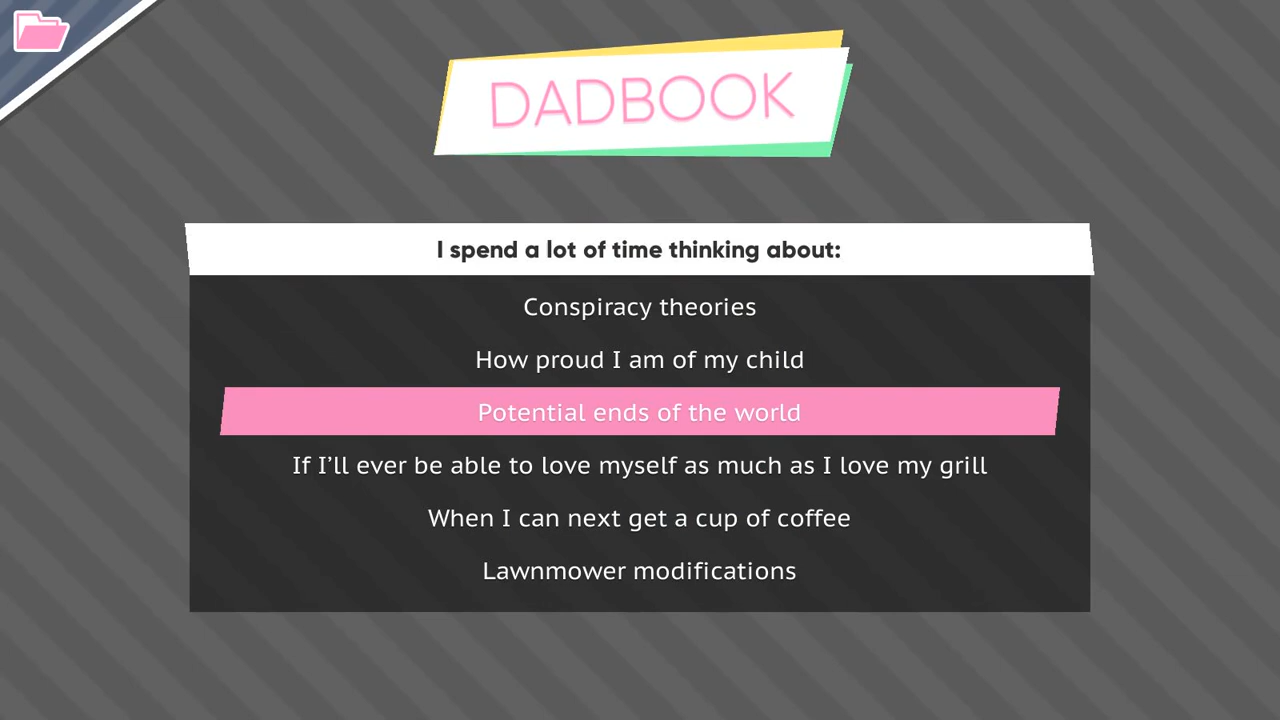 DADBOOK
I spend a lot of time thinking about:
Conspiracy theories
How proud I am of my child
Potential ends of the world
If I’ll ever be able to love myself as much as I love my grill
When I can next get a cup of coffee
Lawnmower modifications